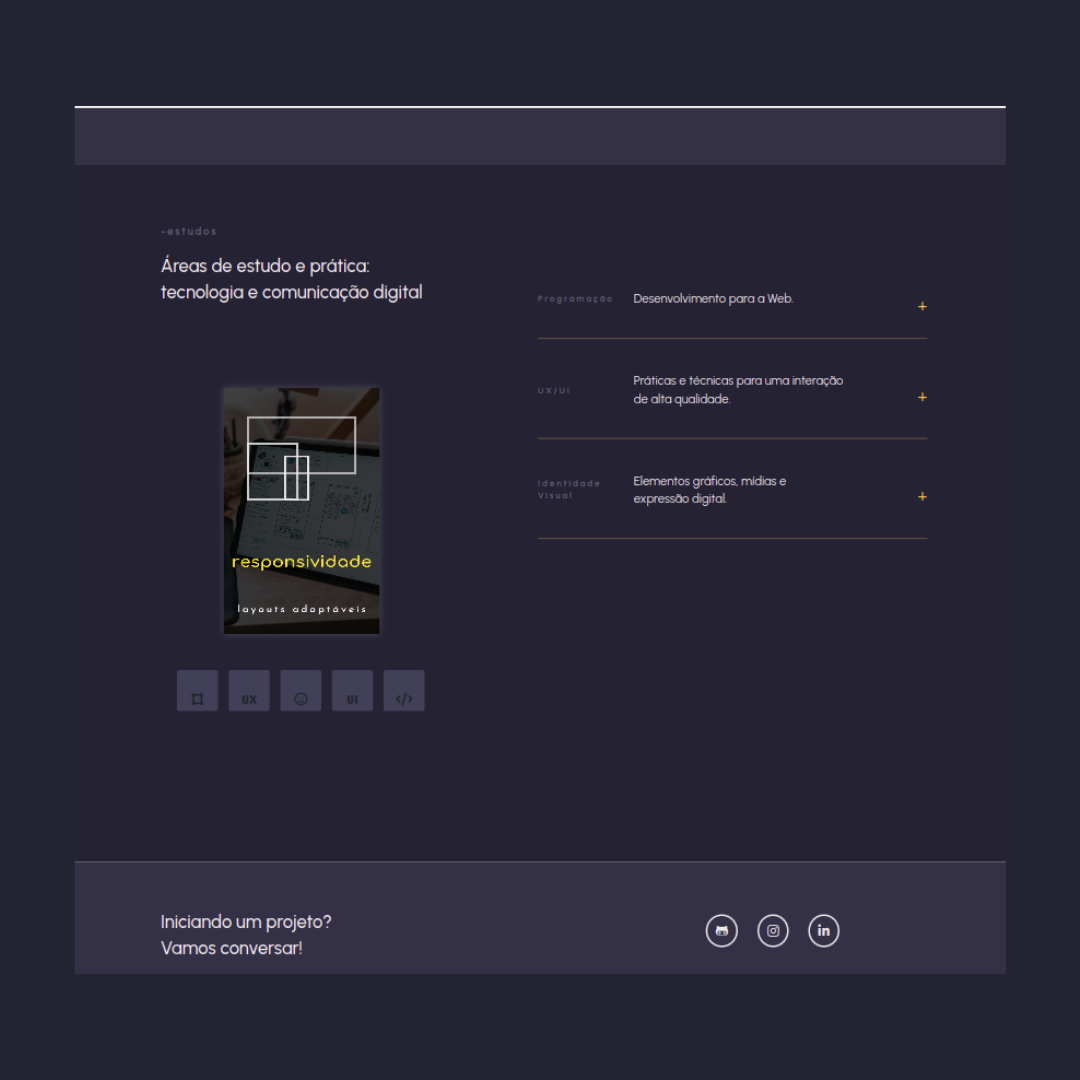 -estudos
Áreas de estudo e prática:
tecnologia e comunicação digital
responsividade
layouts adaptáveis
UX
UI
</>
Programação
Desenvolvimento para a Web.
+
UX/UI
Práticas e técnicas para uma interação
de alta qualidade.
+
Identidade
Visual
Elementos gráficos, mídias e
expressão digital.
+
Iniciando um projeto?
Vamos conversar!
in